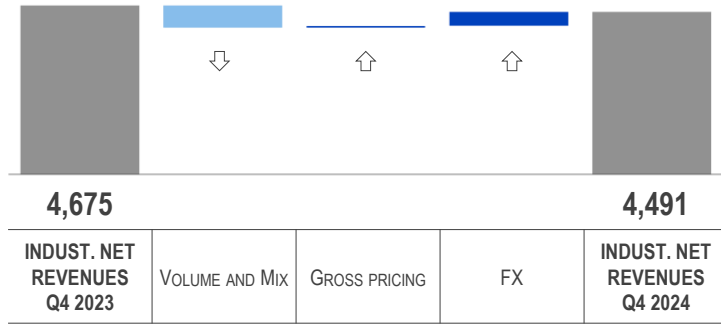 4,675
4,491
INDUST. NET
REVENUES
Q4 2023
VOLUME AND MIX
GROSS PRICING
FX
INDUST. NET
REVENUES
Q4 2024